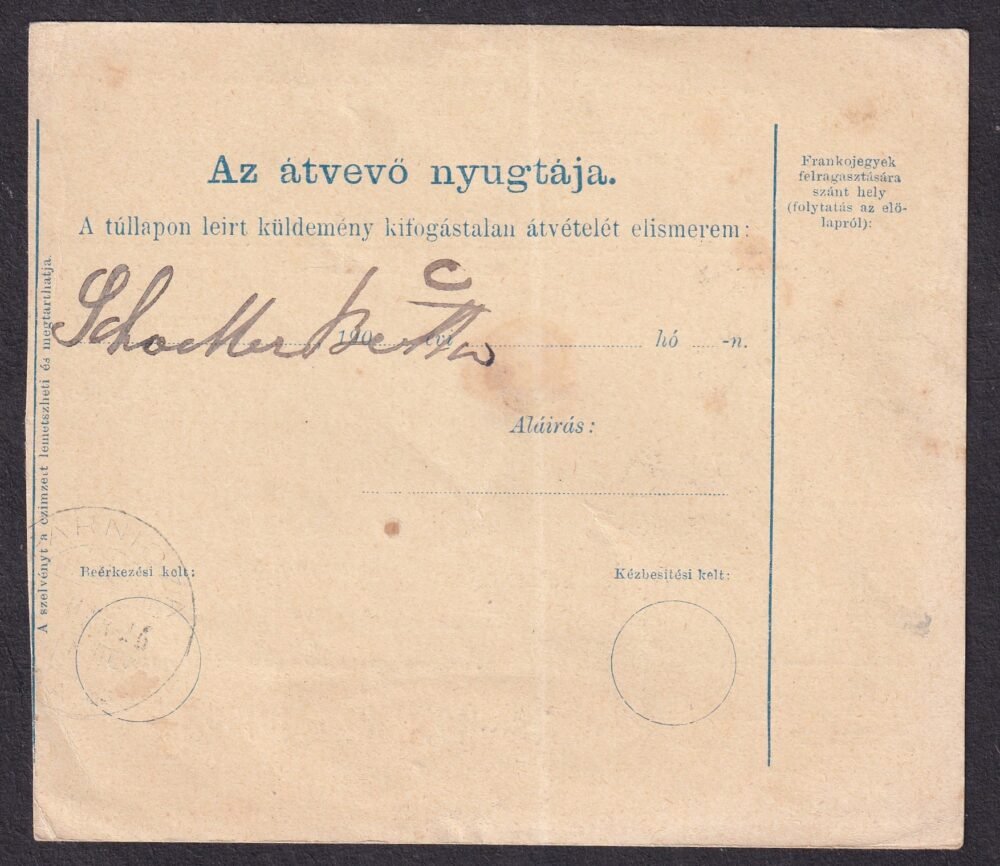 Az átvevő nyugtája.
A túllapon leirt küldemény kifogástalan átvételét elismerem:
190 évi hó -n.
Aláirás:
Beérkezési kelt:
Kézbesitési kelt:
Frankojegyek
felragasztására
szánt hely
(folytatás az elő-
lapról):
A szelvényt a czimzett lemetszheti és megtarthatja.